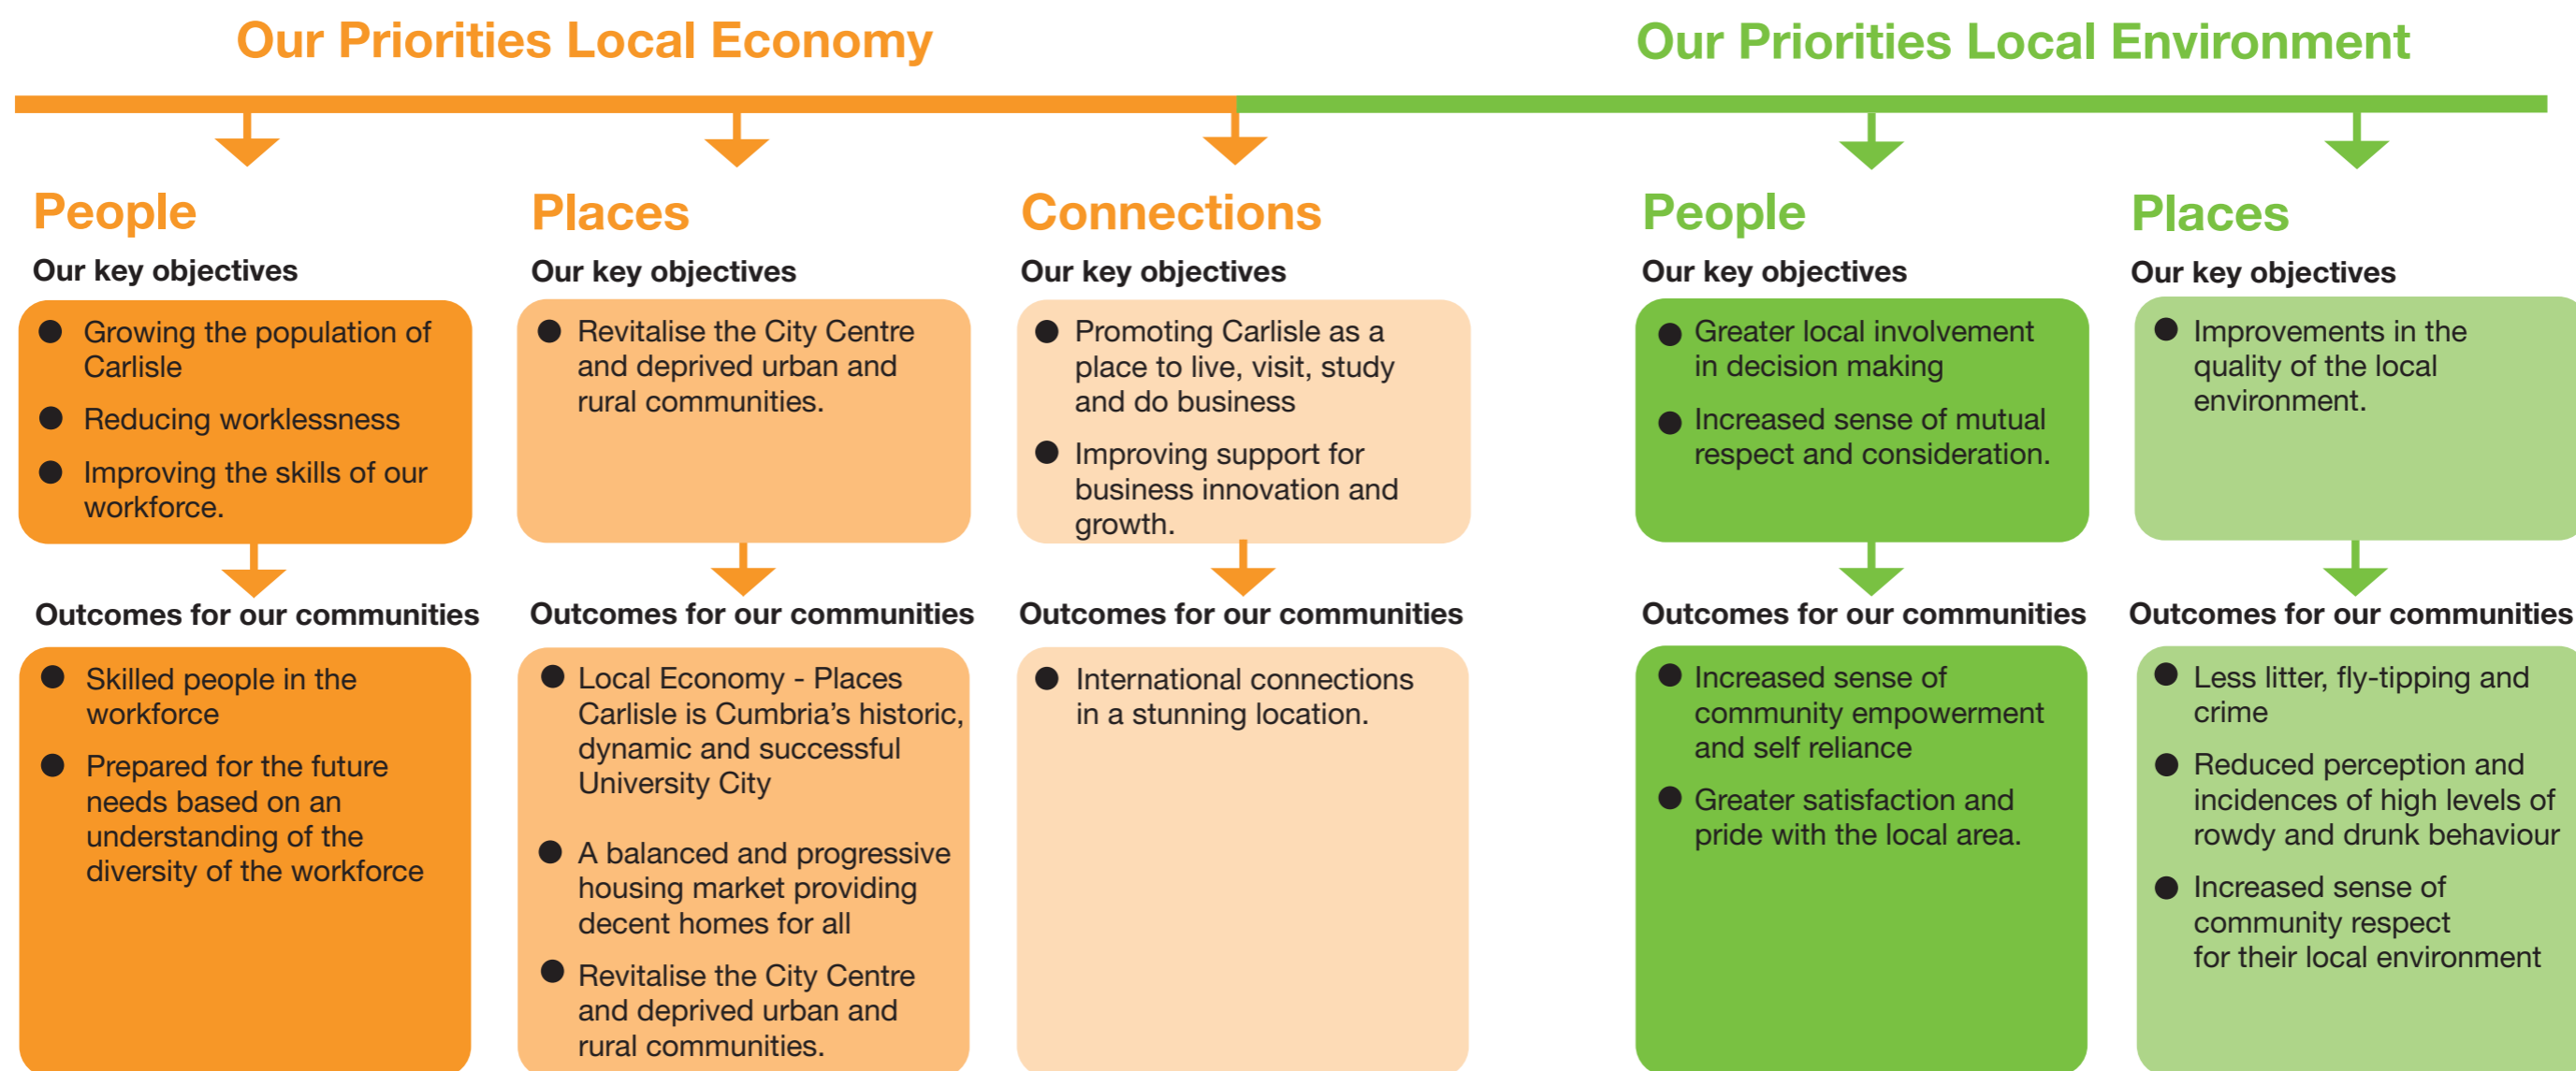 Our Priorities Local Economy
Our Priorities Local Environment
People
Our key objectives
● Growing the population of
Carlisle
● Reducing worklessness
● Improving the skills of our
workforce.
Outcomes for our communities
● Skilled people in the
workforce
● Prepared for the future
needs based on an
understanding of the
diversity of the workforce
Places
Our key objectives
● Revitalise the City Centre
and deprived urban and
rural communities.
Outcomes for our communities
● Local Economy - Places
Carlisle is Cumbria’s historic,
dynamic and successful
University City
● A balanced and progressive
housing market providing
decent homes for all
● Revitalise the City Centre
and deprived urban and
rural communities.
Connections
Our key objectives
● Promoting Carlisle as a
place to live, visit, study
and do business
● Improving support for
business innovation and
growth.
Outcomes for our communities
● International connections
in a stunning location.
People
Our key objectives
● Greater local involvement
in decision making
● Increased sense of mutual
respect and consideration.
Outcomes for our communities
● Increased sense of
community empowerment
and self reliance
● Greater satisfaction and
pride with the local area.
Places
Our key objectives
● Improvements in the
quality of the local
environment.
Outcomes for our communities
● Less litter, fly-tipping and
crime
● Reduced perception and
incidences of high levels of
rowdy and drunk behaviour
● Increased sense of
community respect
for their local environment